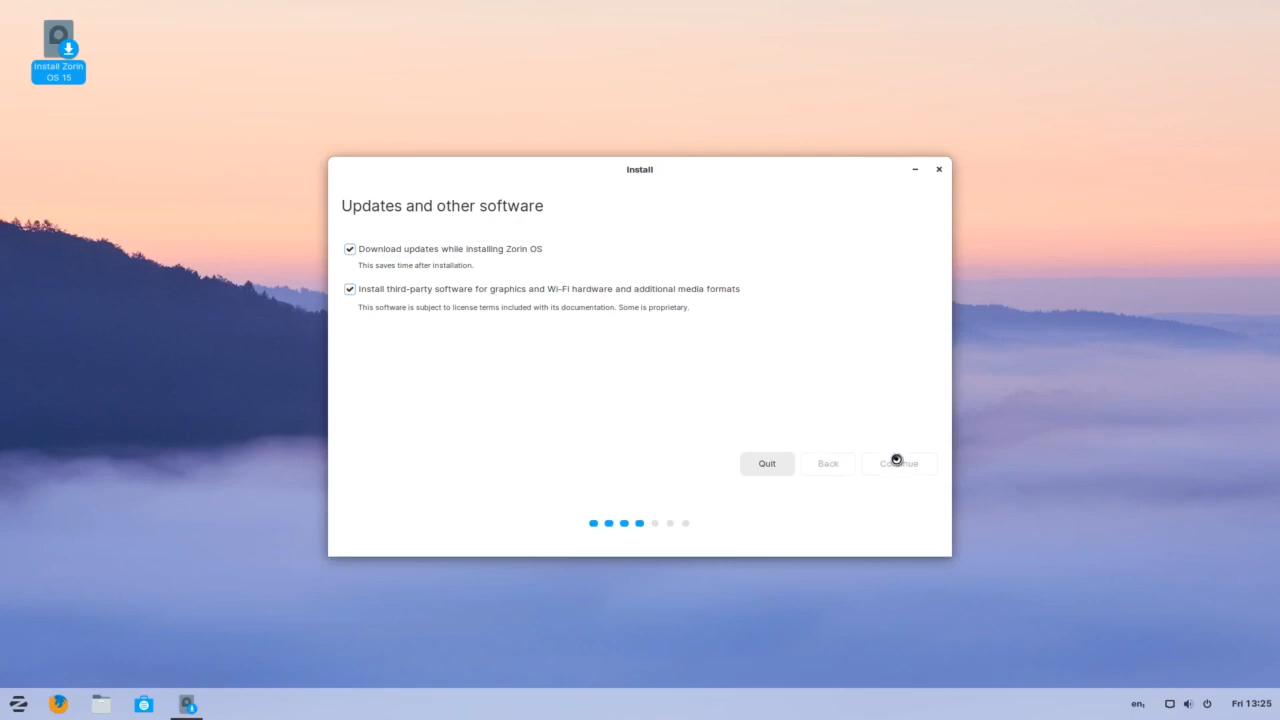 Install Zorin
OS 15
Install
Updates and other software
Download updates while installing Zorin OS
This saves time after installation.
Install third-party software for graphics and Wi-Fi hardware and additional media formats
This software is subject to license terms included with its documentation. Some is proprietary.
Quit
Back
Continue
en₁
Fri 13:25